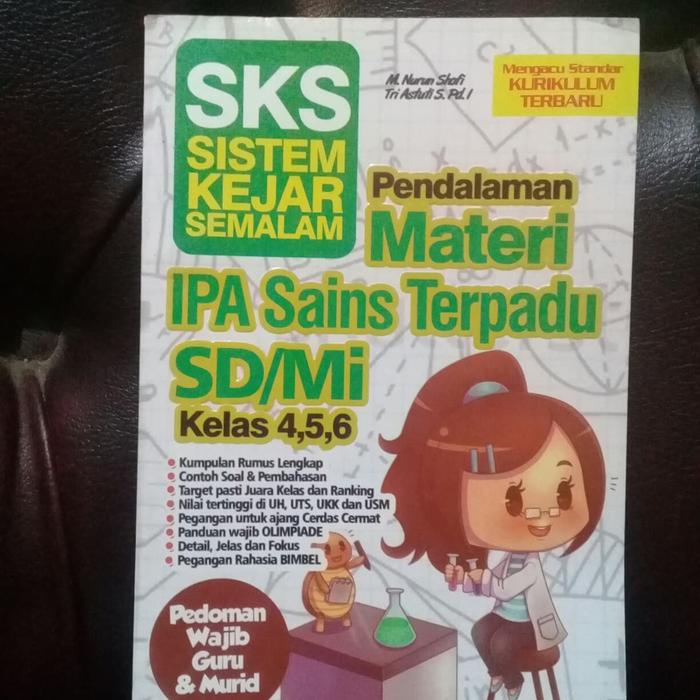 SKS
SISTEM
KEJAR
SEMALAM
M. Nurun Shofi
Tri Astuti S. Pd. I
Mengacu Standar
KURIKULUM
TERBARU
Pendalaman
Materi
IPA Sains Terpadu
SD/Mi
Kelas 4,5,6
Kumpulan Rumus Lengkap
Contoh Soal & Pembahasan
Target pasti Juara Kelas dan Ranking
Nilai tertinggi di UH, UTS, UKK dan USM
Pegangan untuk ajang Cerdas Cermat
Panduan wajib OLIMPIADE
Detail, Jelas dan Fokus
Pegangan Rahasia BIMBEL
Pedoman
Wajib
Guru
& Murid